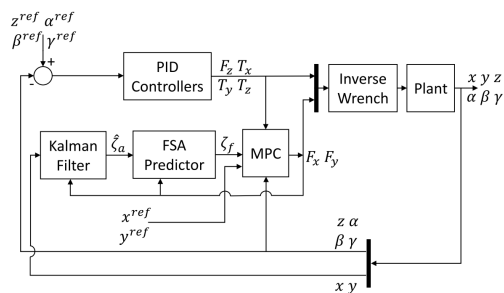 z^ref α^ref
β^ref γ^ref
+
-
PID
Controllers
F_z T_x
T_y T_z
Inverse
Wrench
Plant
x y z
α β γ
Kalman
Filter
ζ̂_a
FSA
Predictor
ζ_f
MPC
F_x F_y
x^ref
y^ref
z α
β γ
x y